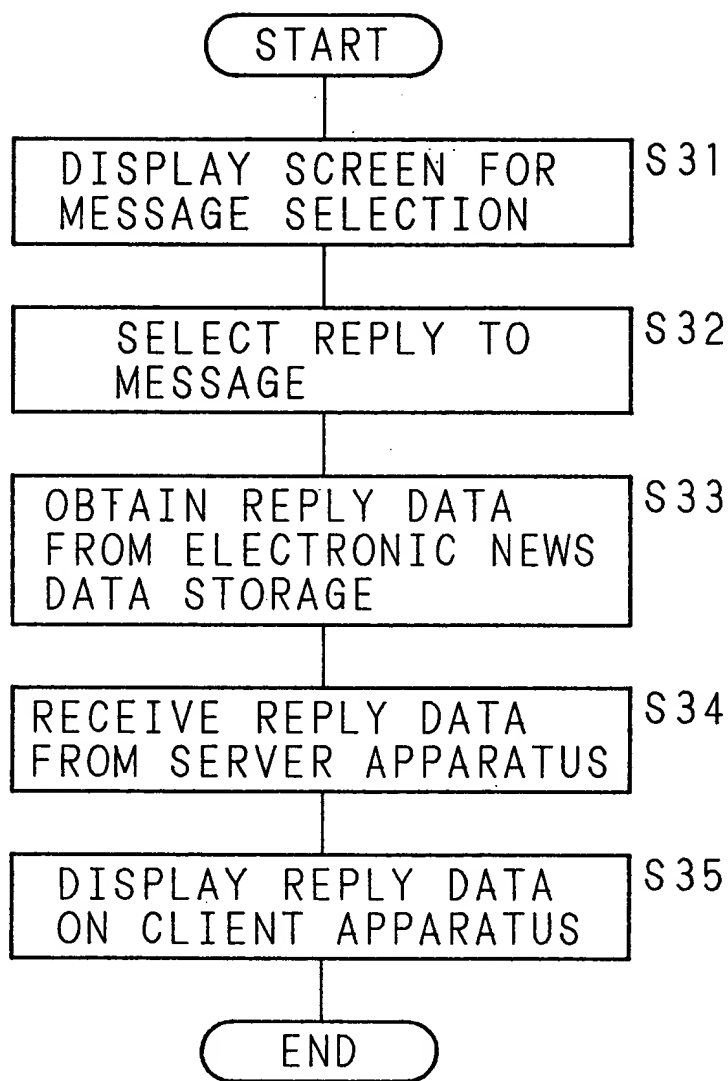 START
DISPLAY SCREEN FOR
MESSAGE SELECTION
S31
SELECT REPLY TO
MESSAGE
S32
OBTAIN REPLY DATA
FROM ELECTRONIC NEWS
DATA STORAGE
S33
RECEIVE REPLY DATA
FROM SERVER APPARATUS
S34
DISPLAY REPLY DATA
ON CLIENT APPARATUS
S35
END